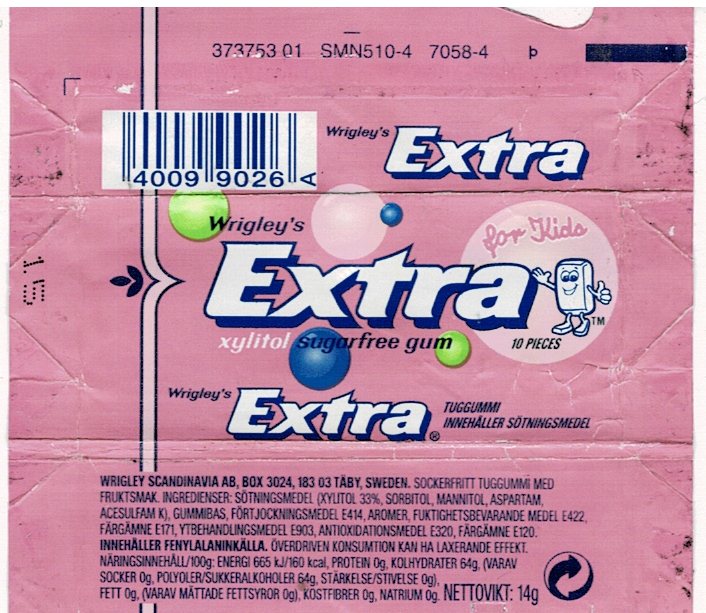 373753 01 SMN510-4 7058-4 Þ
4009 9026 A
Wrigley's Extra
Wrigley's
for Kids
Extra
TM
xylitol sugarfree gum
10 PIECES
ST
Wrigley's Extra®
TUGGUMMI
INNEHÅLLER SÖTNINGSMEDEL
WRIGLEY SCANDINAVIA AB, BOX 3024, 183 03 TÄBY, SWEDEN. SOCKERFRITT TUGGUMMI MED
FRUKTSMAK. INGREDIENSER: SÖTNINGSMEDEL (XYLITOL 33%, SORBITOL, MANNITOL, ASPARTAM,
ACESULFAM K), GUMMIBAS, FÖRTJOCKNINGSMEDEL E414, AROMER, FUKTIGHETSBEVARANDE MEDEL E422,
FÄRGÄMNE E171, YTBEHANDLINGSMEDEL E903, ANTIOXIDATIONSMEDEL E320, FÄRGÄMNE E120.
INNEHÅLLER FENYLALANINKÄLLA. ÖVERDRIVEN KONSUMTION KAN HA LAXERANDE EFFEKT.
NÄRINGSINNEHÅLL/100g: ENERGI 665 kJ/160 kcal, PROTEIN 0g, KOLHYDRATER 64g, (VARAV
SOCKER 0g, POLYOLER/SUKKERALKOHOLER 64g, STÄRKELSE/STIVELSE 0g),
FETT 0g, (VARAV MÄTTADE FETTSYROR 0g), KOSTFIBRER 0g, NATRIUM 0g. NETTOVIKT: 14g